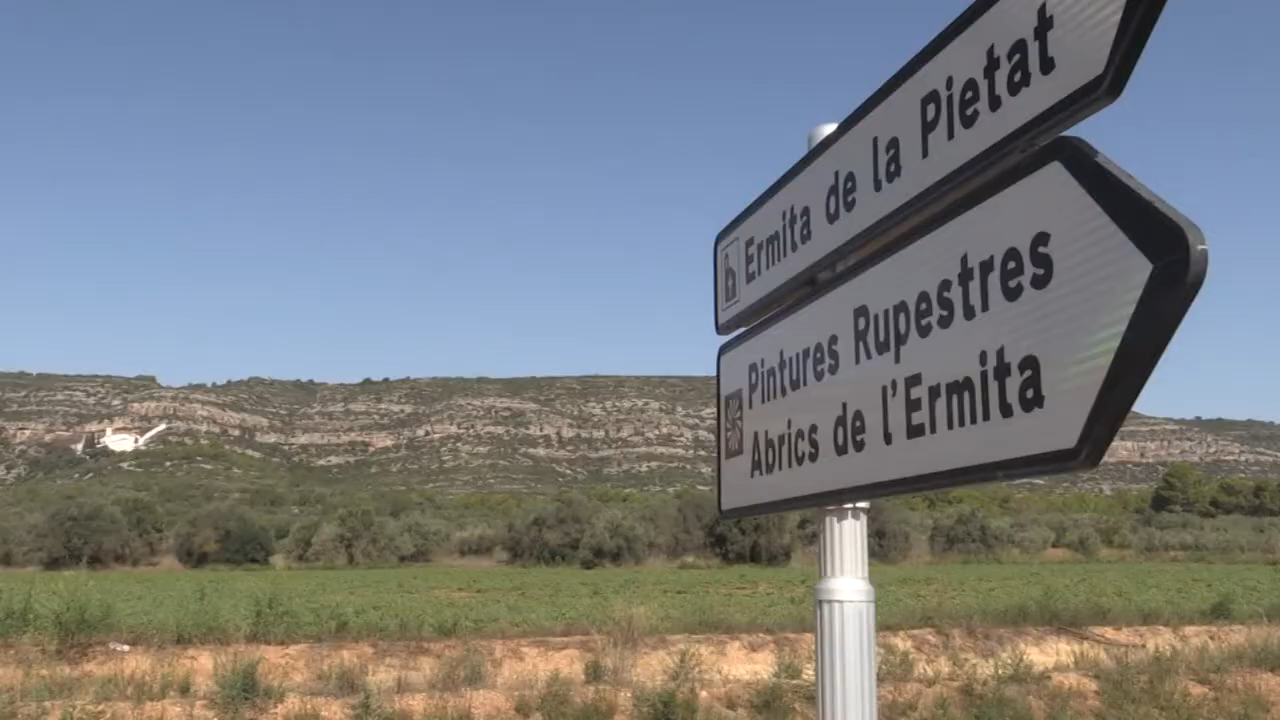 Ermita de la Pietat
Pintures Rupestres
Abrics de l'Ermita